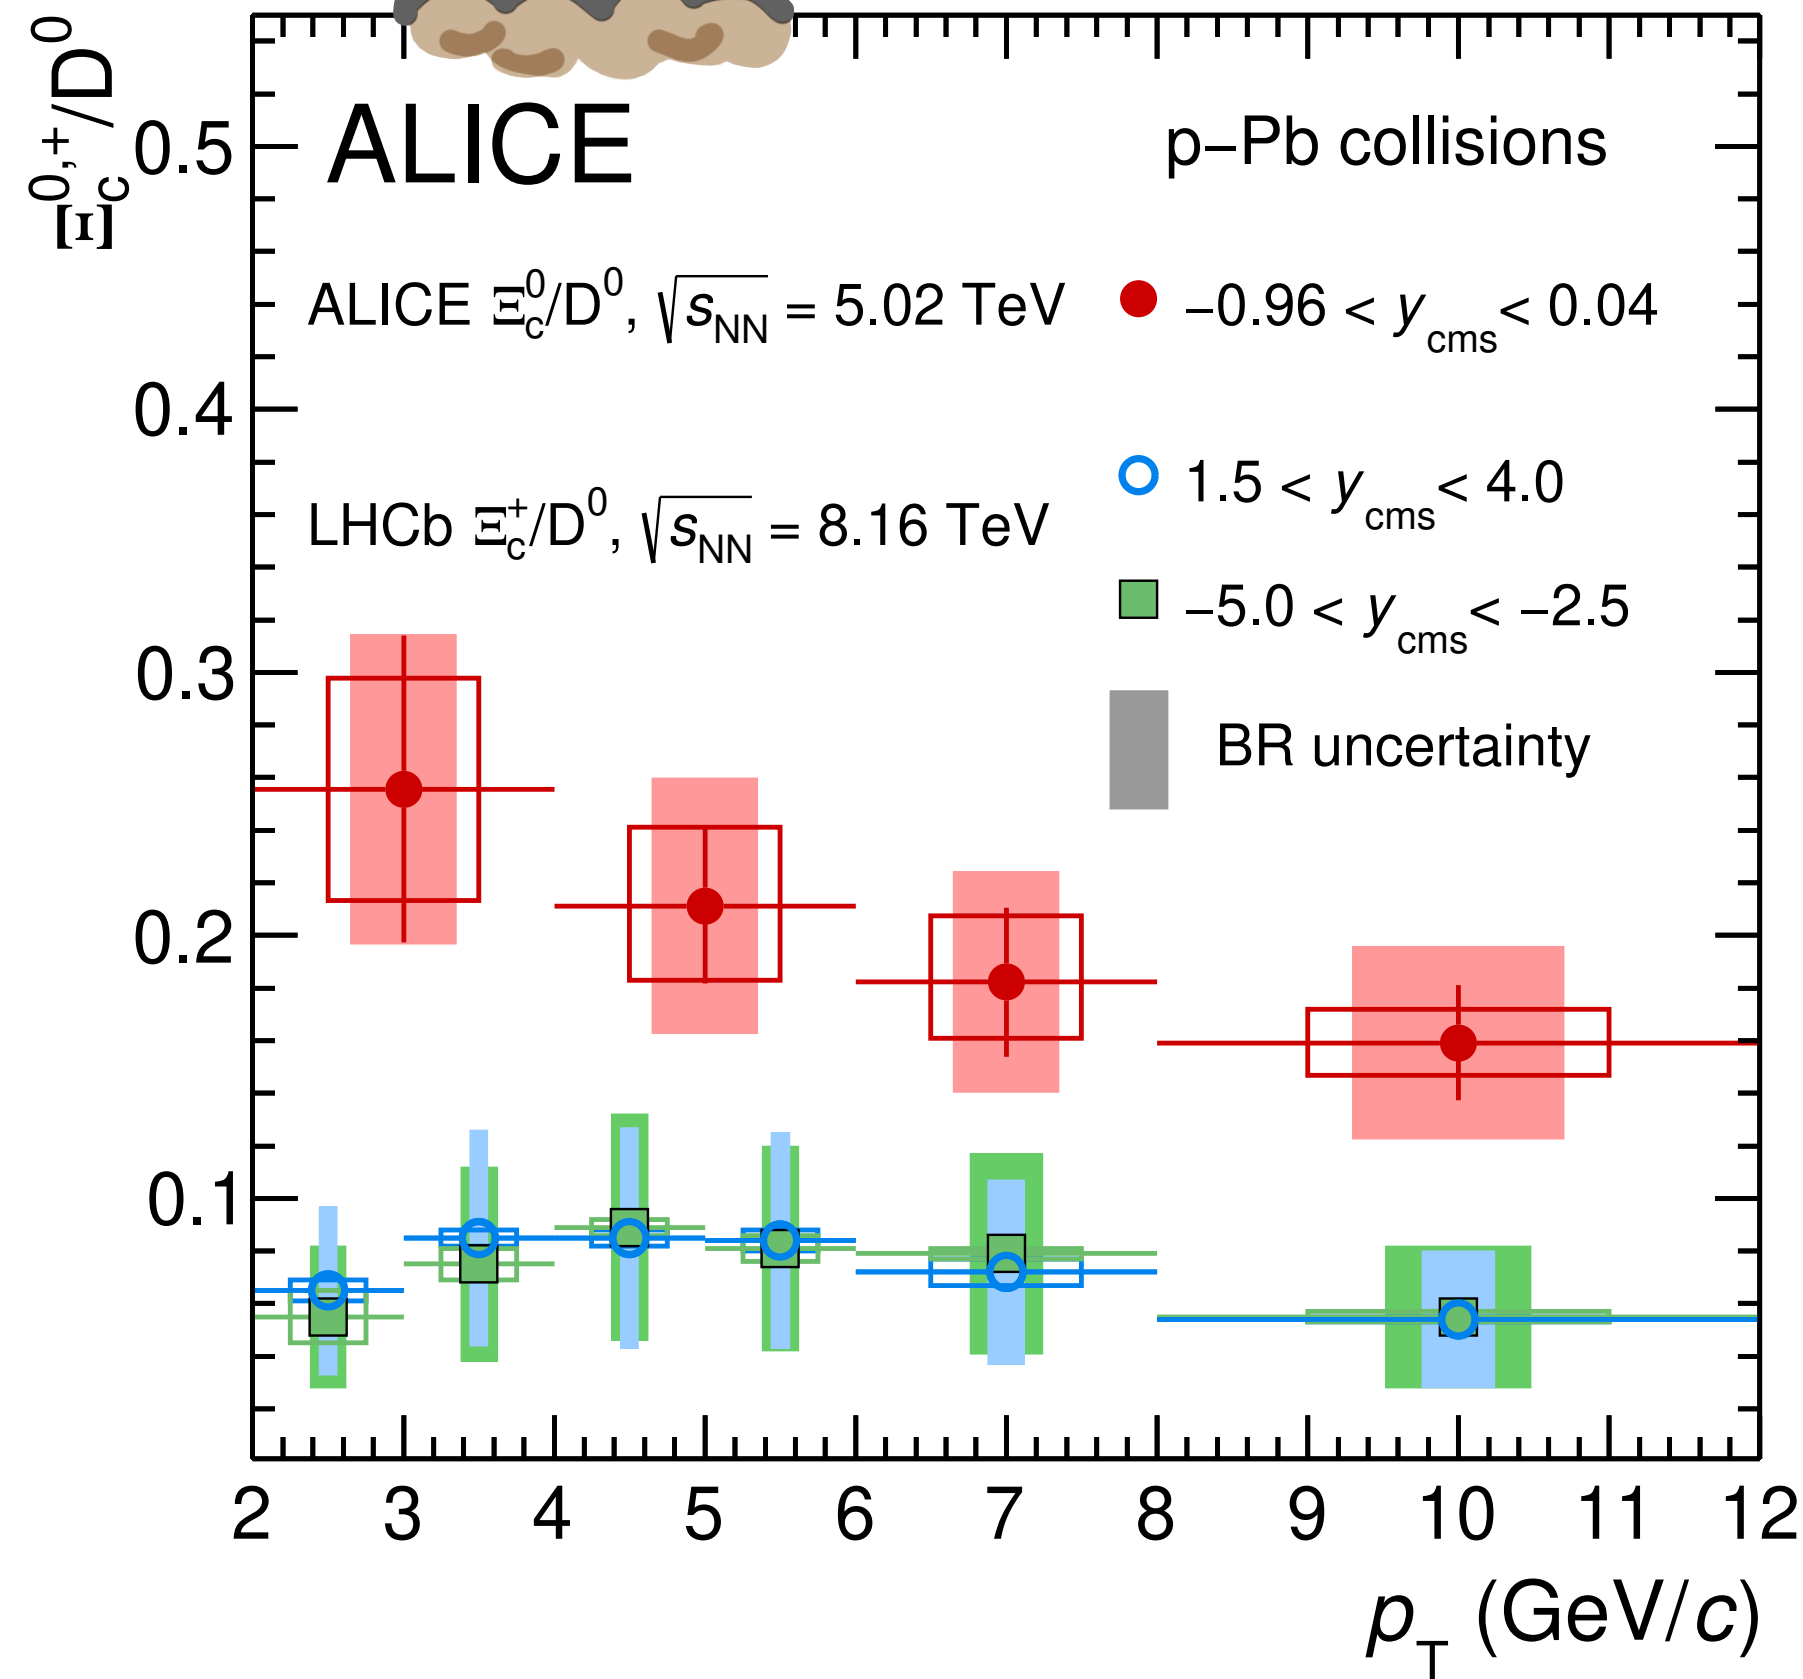 Ξc0,+/D0
ALICE
p−Pb collisions
ALICE Ξc0/D0, √sNN = 5.02 TeV
−0.96 < ycms < 0.04
1.5 < ycms < 4.0
LHCb Ξc+/D0, √sNN = 8.16 TeV
−5.0 < ycms < −2.5
BR uncertainty
0.5
0.4
0.3
0.2
0.1
2 3 4 5 6 7 8 9 10 11 12
pT (GeV/c)